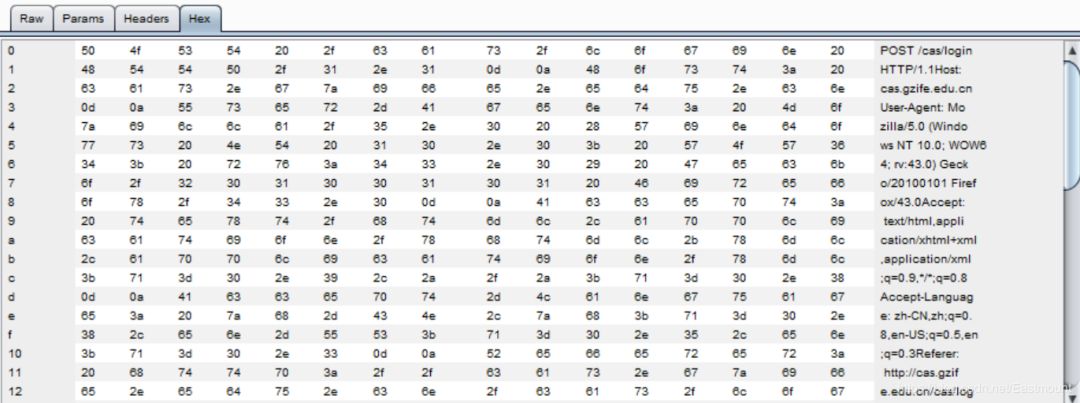 Raw Params Headers Hex
0 50 4f 53 54 20 2f 63 61 73 2f 6c 6f 67 69 6e 20 POST /cas/login
1 48 54 54 50 2f 31 2e 31 0d 0a 48 6f 73 74 3a 20 HTTP/1.1Host:
2 63 61 73 2e 67 7a 69 66 65 2e 65 64 75 2e 63 6e cas.gzife.edu.cn
3 0d 0a 55 73 65 72 2d 41 67 65 6e 74 3a 20 4d 6f User-Agent: Mo
4 7a 69 6c 6c 61 2f 35 2e 30 20 28 57 69 6e 64 6f zilla/5.0 (Windo
5 77 73 20 4e 54 20 31 30 2e 30 3b 20 57 4f 57 36 ws NT 10.0; WOW6
6 34 3b 20 72 76 3a 34 33 2e 30 29 20 47 65 63 6b 4; rv:43.0) Geck
7 6f 2f 32 30 31 30 30 31 30 31 20 46 69 72 65 66 o/20100101 Firef
8 6f 78 2f 34 33 2e 30 0d 0a 41 63 63 65 70 74 3a ox/43.0Accept:
9 20 74 65 78 74 2f 68 74 6d 6c 2c 61 70 70 6c 69 text/html,appli
a 63 61 74 69 6f 6e 2f 78 68 74 6d 6c 2b 78 6d 6c cation/xhtml+xml
b 2c 61 70 70 6c 69 63 61 74 69 6f 6e 2f 78 6d 6c ,application/xml
c 3b 71 3d 30 2e 39 2c 2a 2f 2a 3b 71 3d 30 2e 38 ;q=0.9,*/*;q=0.8
d 0d 0a 41 63 63 65 70 74 2d 4c 61 6e 67 75 61 67 Accept-Languag
e 65 3a 20 7a 68 2d 43 4e 2c 7a 68 3b 71 3d 30 2e e: zh-CN,zh;q=0.
f 38 2c 65 6e 2d 55 53 3b 71 3d 30 2e 35 2c 65 6e 8,en-US;q=0.5,en
10 3b 71 3d 30 2e 33 0d 0a 52 65 66 65 72 65 72 3a ;q=0.3Referer:
11 20 68 74 74 70 3a 2f 2f 63 61 73 2e 67 7a 69 66 http://cas.gzif
12 65 2e 65 64 75 2e 63 6e 2f 63 61 73 2f 6c 6f 67 e.edu.cn/cas/log